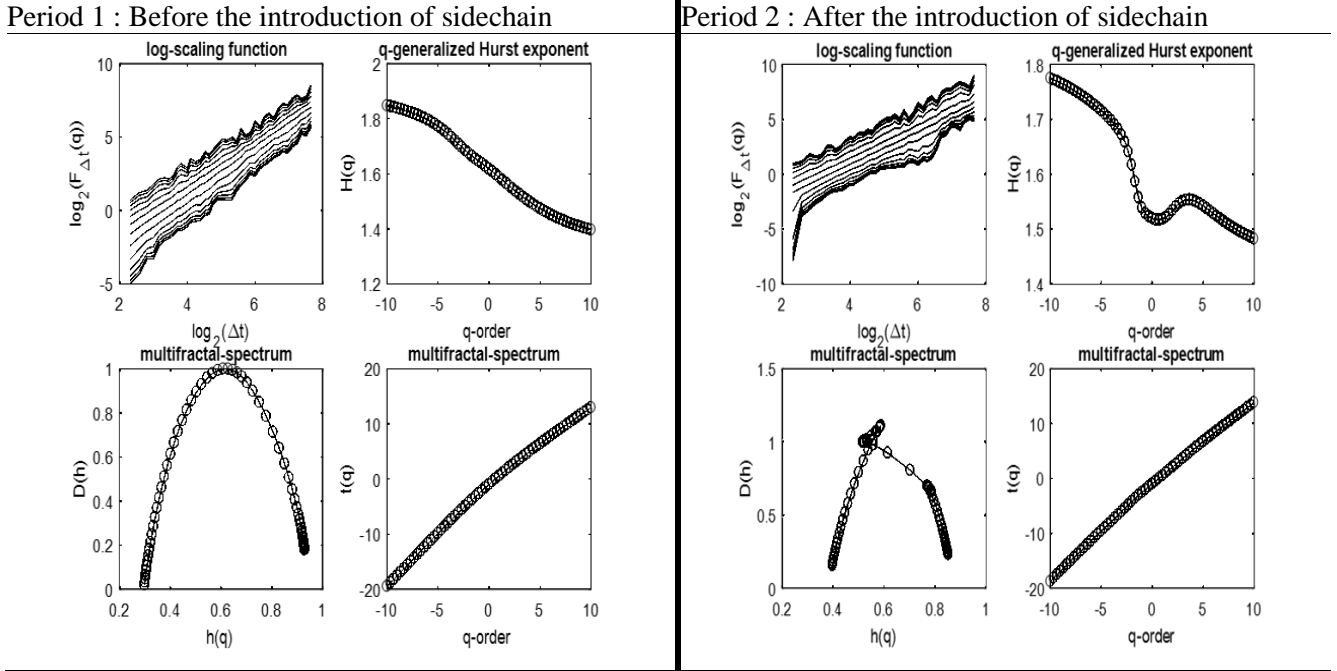 Period 1 : Before the introduction of sidechain
log-scaling function
log2(FΔt(q))
10
5
0
-5
2 4 6 8
log2(Δt)
q-generalized Hurst exponent
H(q)
2
1.8
1.6
1.4
1.2
-10 -5 0 5 10
q-order
multifractal-spectrum
D(h)
1
0.8
0.6
0.4
0.2
0
0.2 0.4 0.6 0.8 1
h(q)
multifractal-spectrum
t(q)
20
10
0
-10
-20
-10 -5 0 5 10
q-order
Period 2 : After the introduction of sidechain
log-scaling function
log2(FΔt(q))
10
5
0
-5
-10
2 4 6 8
log2(Δt)
q-generalized Hurst exponent
H(q)
1.8
1.7
1.6
1.5
1.4
-10 -5 0 5 10
q-order
multifractal-spectrum
D(h)
1.5
1
0.5
0
0.2 0.4 0.6 0.8 1
h(q)
multifractal-spectrum
t(q)
20
10
0
-10
-20
-10 -5 0 5 10
q-order